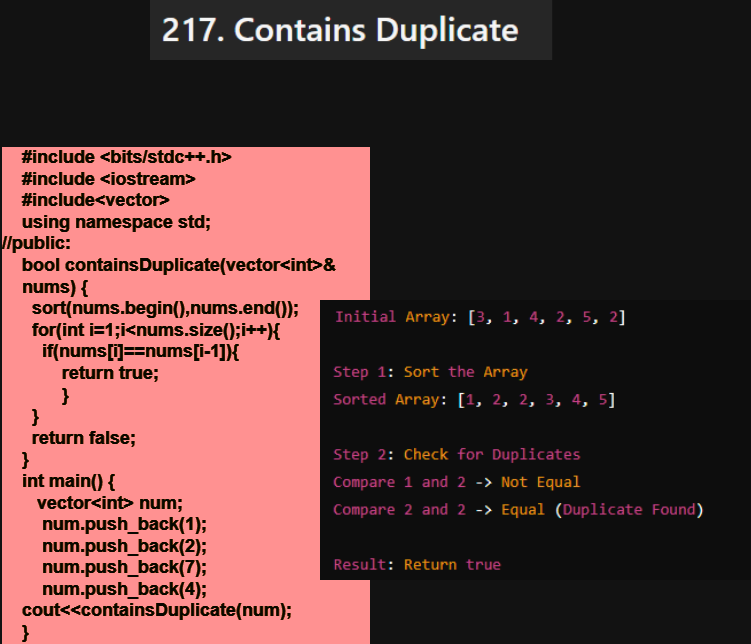 217. Contains Duplicate
#include <bits/stdc++.h>
#include <iostream>
#include<vector>
using namespace std;
//public:
bool containsDuplicate(vector<int>&
nums) {
sort(nums.begin(),nums.end());
for(int i=1;i<nums.size();i++){
if(nums[i]==nums[i-1]){
return true;
}
}
return false;
}
int main() {
vector<int> num;
num.push_back(1);
num.push_back(2);
num.push_back(7);
num.push_back(4);
cout<<containsDuplicate(num);
}
Initial Array: [3, 1, 4, 2, 5, 2]
Step 1: Sort the Array
Sorted Array: [1, 2, 2, 3, 4, 5]
Step 2: Check for Duplicates
Compare 1 and 2 -> Not Equal
Compare 2 and 2 -> Equal (Duplicate Found)
Result: Return true